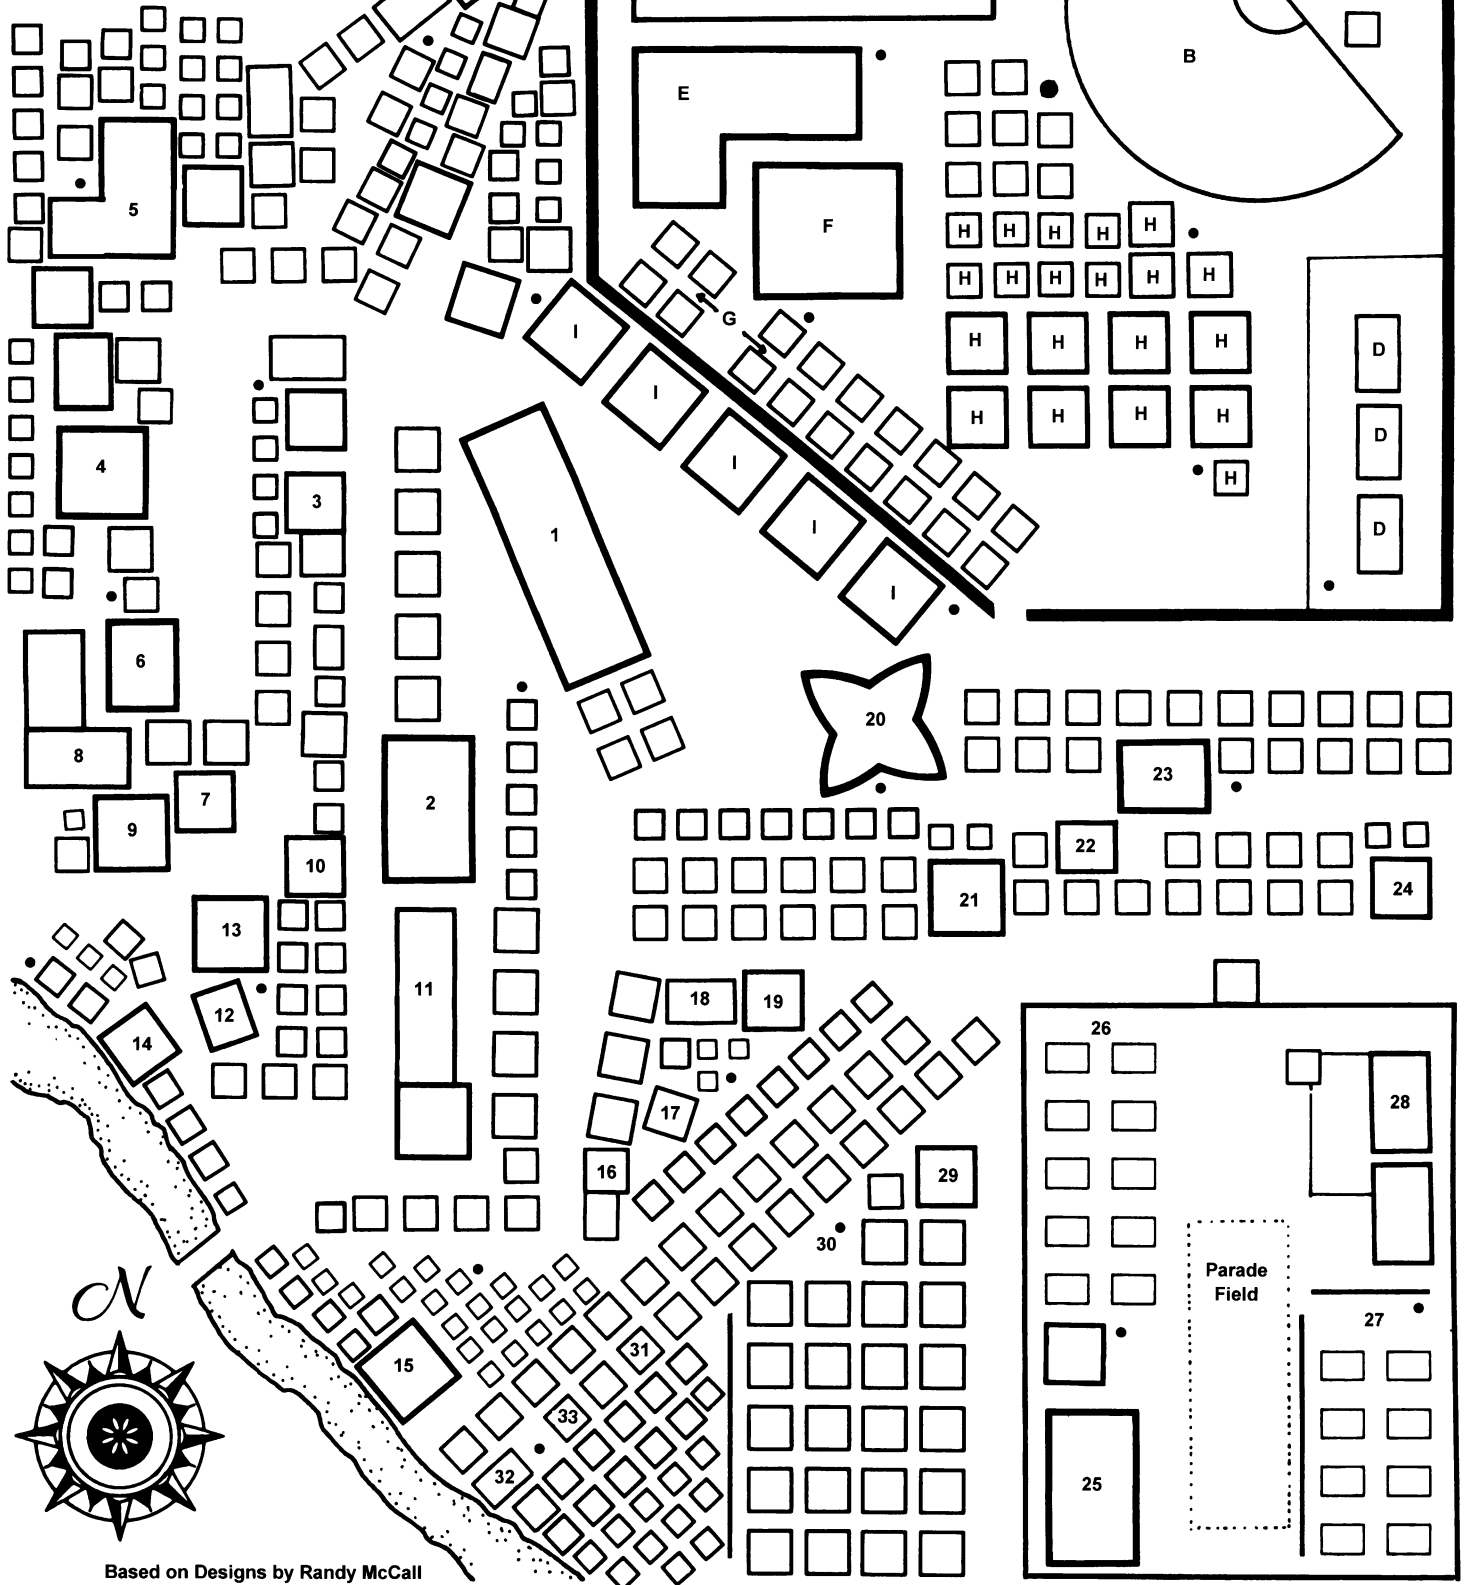 B
E
5
F
H H H H H
H H H H H H
G
I
H H H H
D
I
H H H H
D
4
I
H
3
I
D
1
I
6
20
8
23
7
2
9
22
10
21
24
13
11
18
19
12
26
14
28
17
16
29
30
Parade
Field
27
31
15
33
32
25
N
Based on Designs by Randy McCall